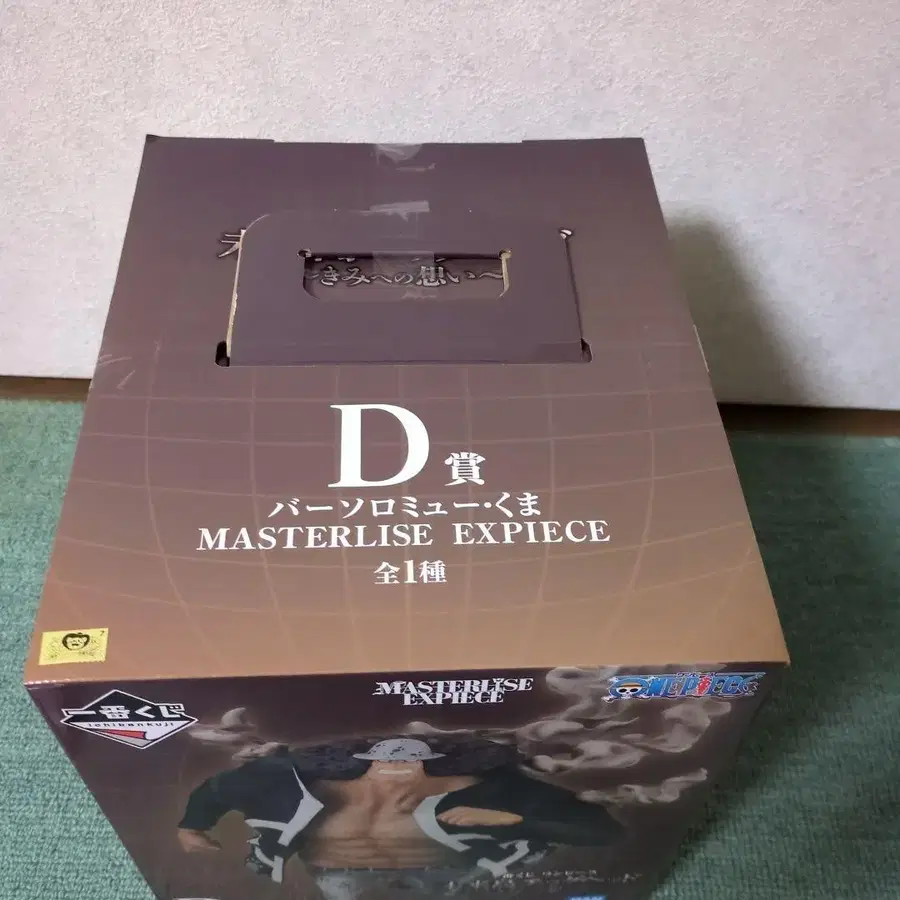 ～きみへの想い～
D賞
バーソロミュー・くま
MASTERLISE EXPIECE
全1種
一番くじ
ichibankuji
MASTERLISE
EXPIECE
ONE PIECE